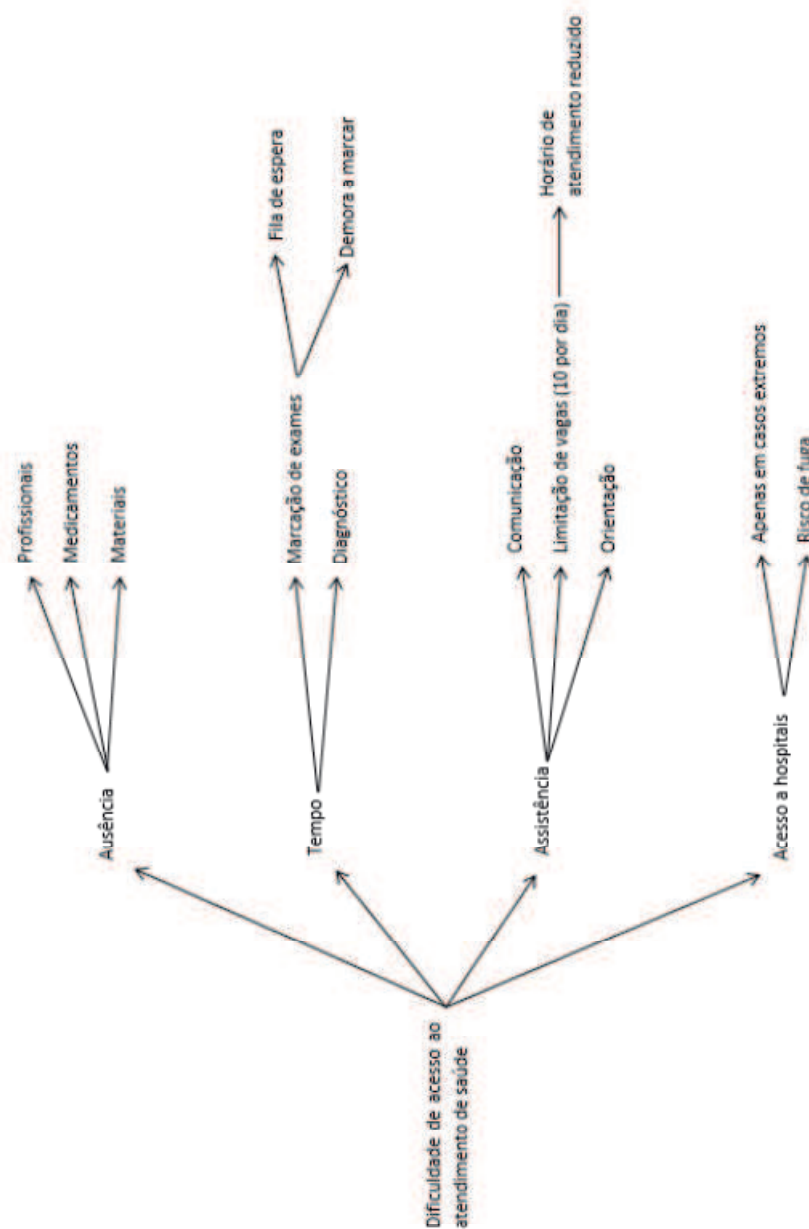 Dificuldade de acesso ao
atendimento de saúde
Ausência
Profissionais
Medicamentos
Materiais
Tempo
Marcação de exames
Fila de espera
Demora a marcar
Diagnóstico
Assistência
Comunicação
Limitação de vagas (10 por dia)
Horário de
atendimento reduzido
Orientação
Acesso a hospitais
Apenas em casos extremos
Risco de fuga